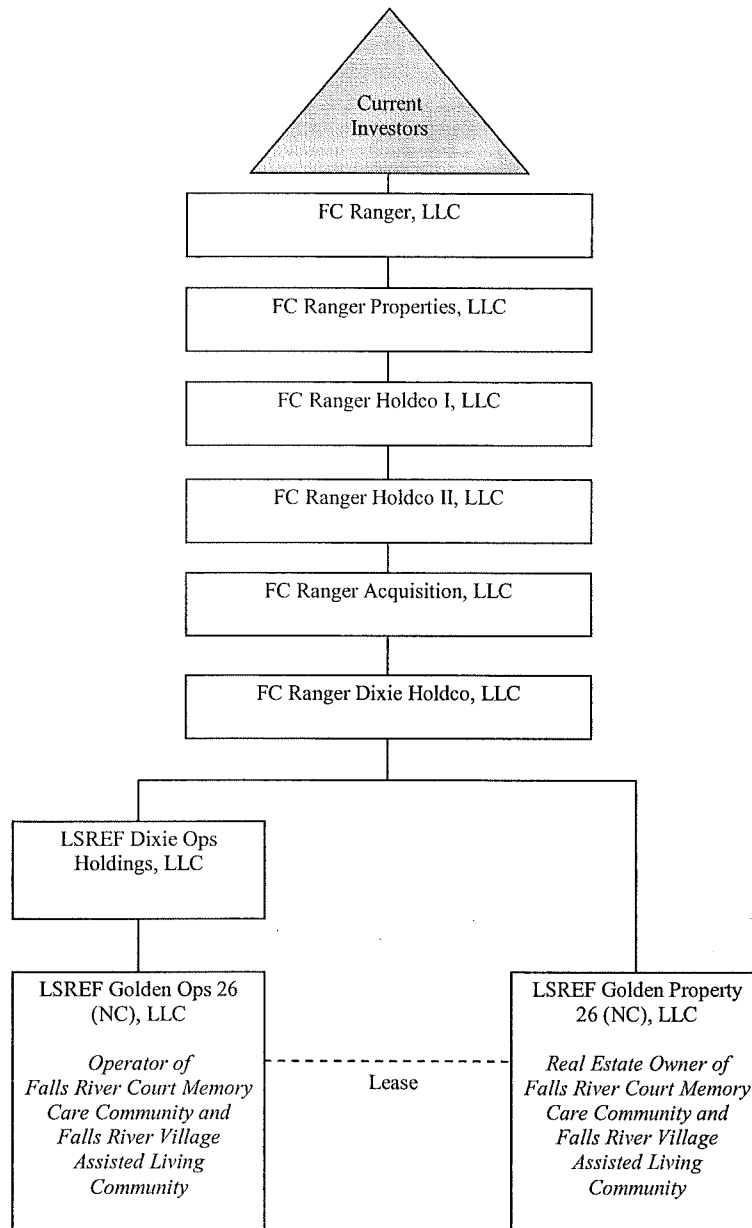 Current
Investors
FC Ranger, LLC
FC Ranger Properties, LLC
FC Ranger Holdco I, LLC
FC Ranger Holdco II, LLC
FC Ranger Acquisition, LLC
FC Ranger Dixie Holdco, LLC
LSREF Dixie Ops
Holdings, LLC
LSREF Golden Ops 26
(NC), LLC
Operator of
Falls River Court Memory
Care Community and
Falls River Village
Assisted Living
Community
Lease
LSREF Golden Property
26 (NC), LLC
Real Estate Owner of
Falls River Court Memory
Care Community and
Falls River Village
Assisted Living
Community